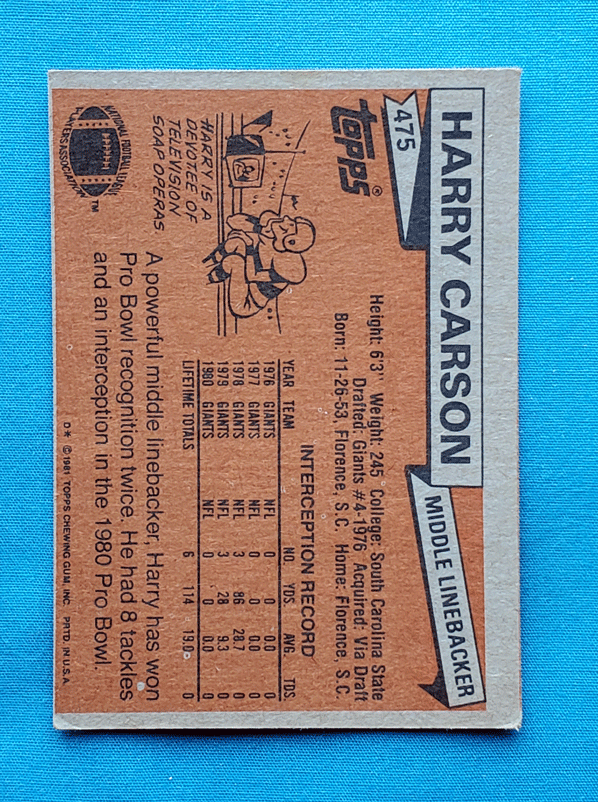 HARRY CARSON
MIDDLE LINEBACKER
475
topps®
Height: 6'3" Weight: 245 College: South Carolina State
Drafted: Giants #4-1976 Acquired: Via Draft
Born: 11-26-53, Florence, S.C. Home: Florence, S.C.
INTERCEPTION RECORD
YEAR TEAM NO. YDS. AVG. TDS.
1976 GIANTS NFL 0 0 0.0 0
1977 GIANTS NFL 0 0 0.0 0
1978 GIANTS NFL 3 86 28.7 0
1979 GIANTS NFL 3 28 9.3 0
1980 GIANTS NFL 0 0 0.0 0
LIFETIME TOTALS 6 114 19.0 0
HARRY IS A
DEVOTEE OF
TELEVISION
SOAP OPERAS.
NATIONAL FOOTBALL LEAGUE
PLAYERS ASSOCIATION
TM
A powerful middle linebacker, Harry has won
Pro Bowl recognition twice. He had 8 tackles
and an interception in the 1980 Pro Bowl.
D* © 1981 TOPPS CHEWING GUM, INC. PRTD. IN U.S.A.